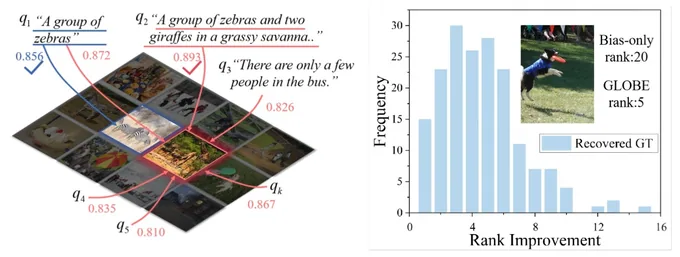 q1 “A group of
zebras”
0.856
0.872
q2 “A group of zebras and two
giraffes in a grassy savanna..”
0.893
q3 “There are only a few
people in the bus.”
0.826
q4
0.835
q5
0.810
qk
0.867
Frequency
30
25
20
15
10
5
0
0
4
8
12
16
Rank Improvement
Bias-only
rank:20
GLOBE
rank:5
Recovered GT